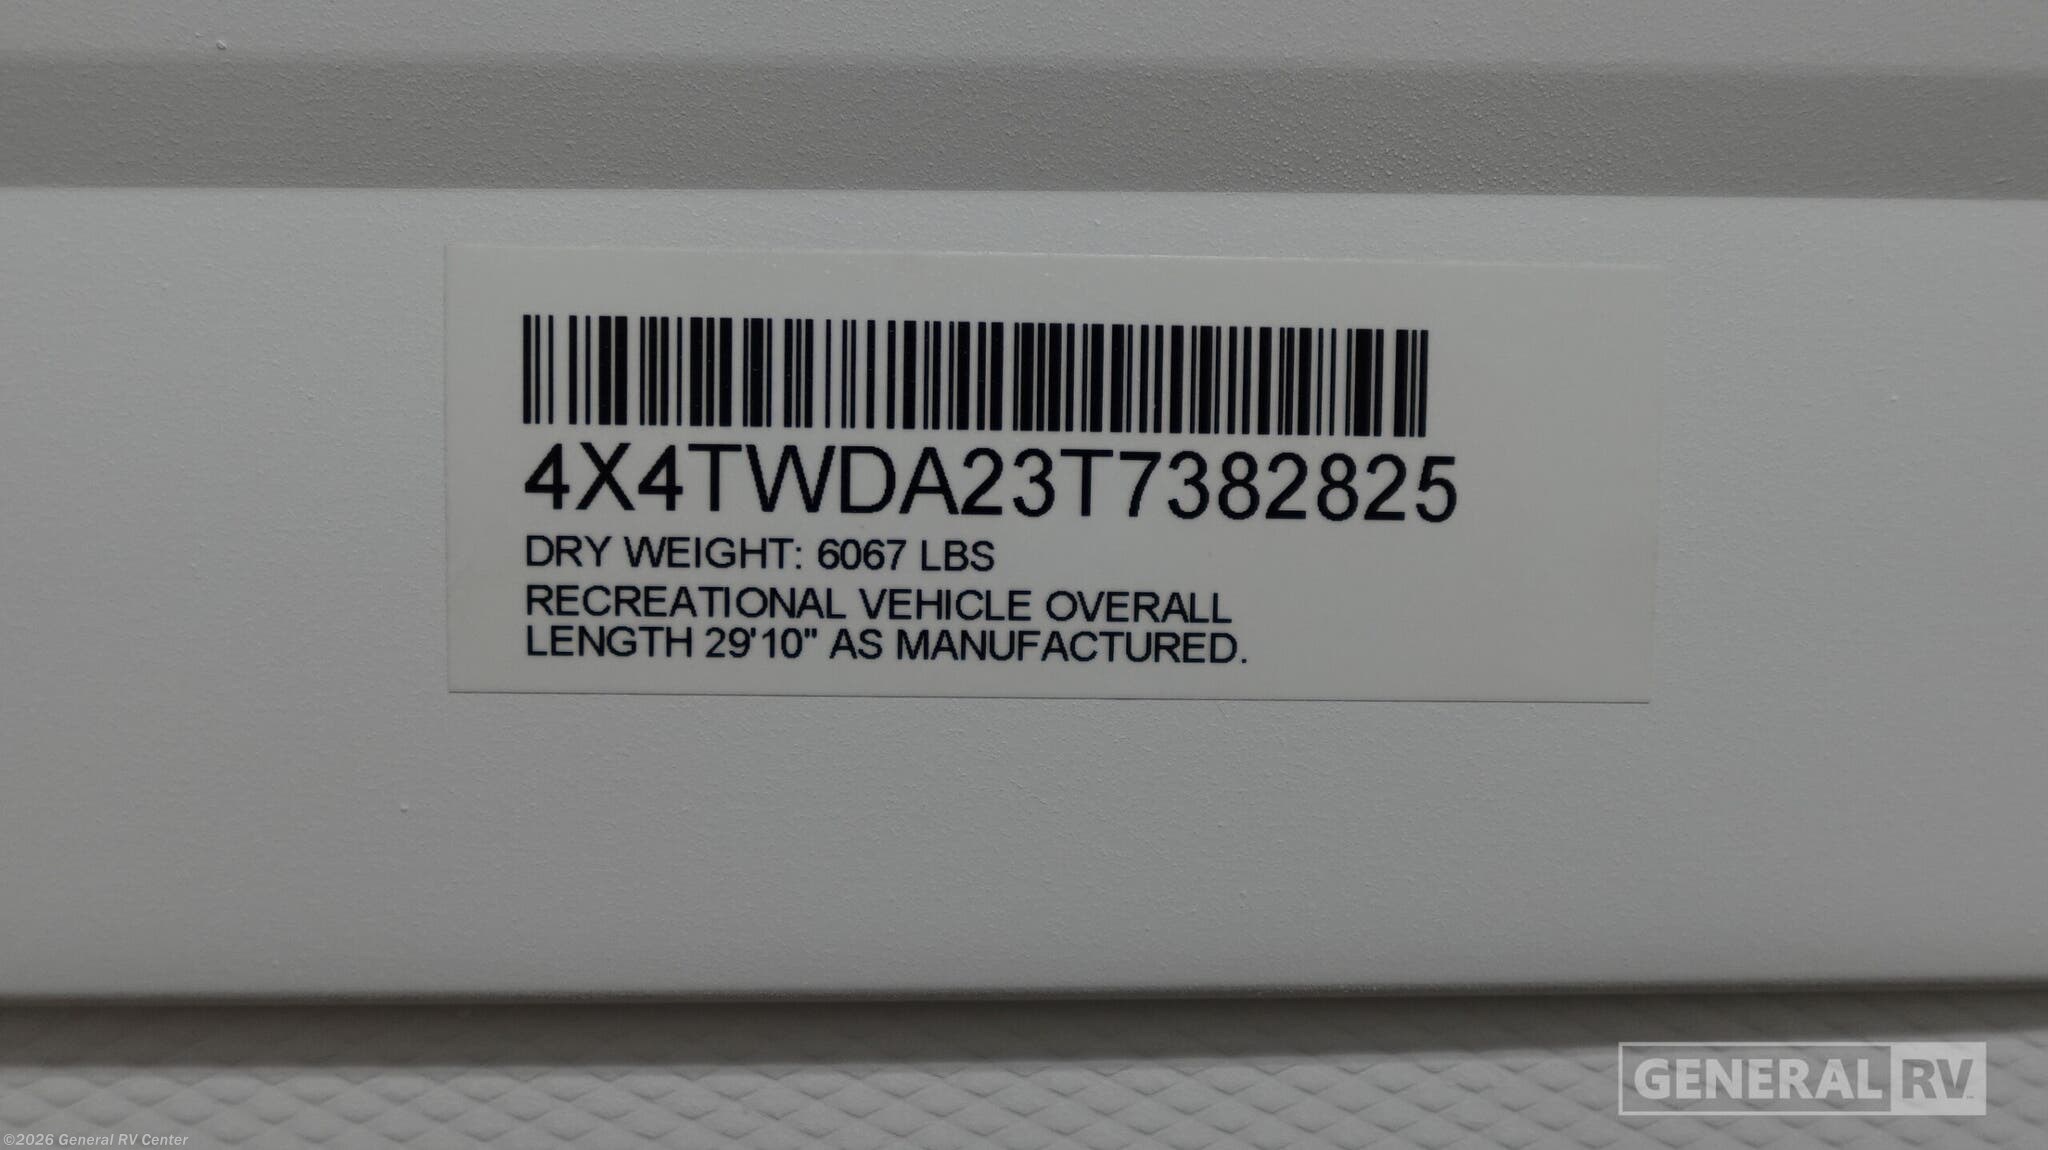 4X4TWDA23T7382825
DRY WEIGHT: 6067 LBS
RECREATIONAL VEHICLE OVERALL
LENGTH 29'10" AS MANUFACTURED.
GENERAL RV
©2026 General RV Center